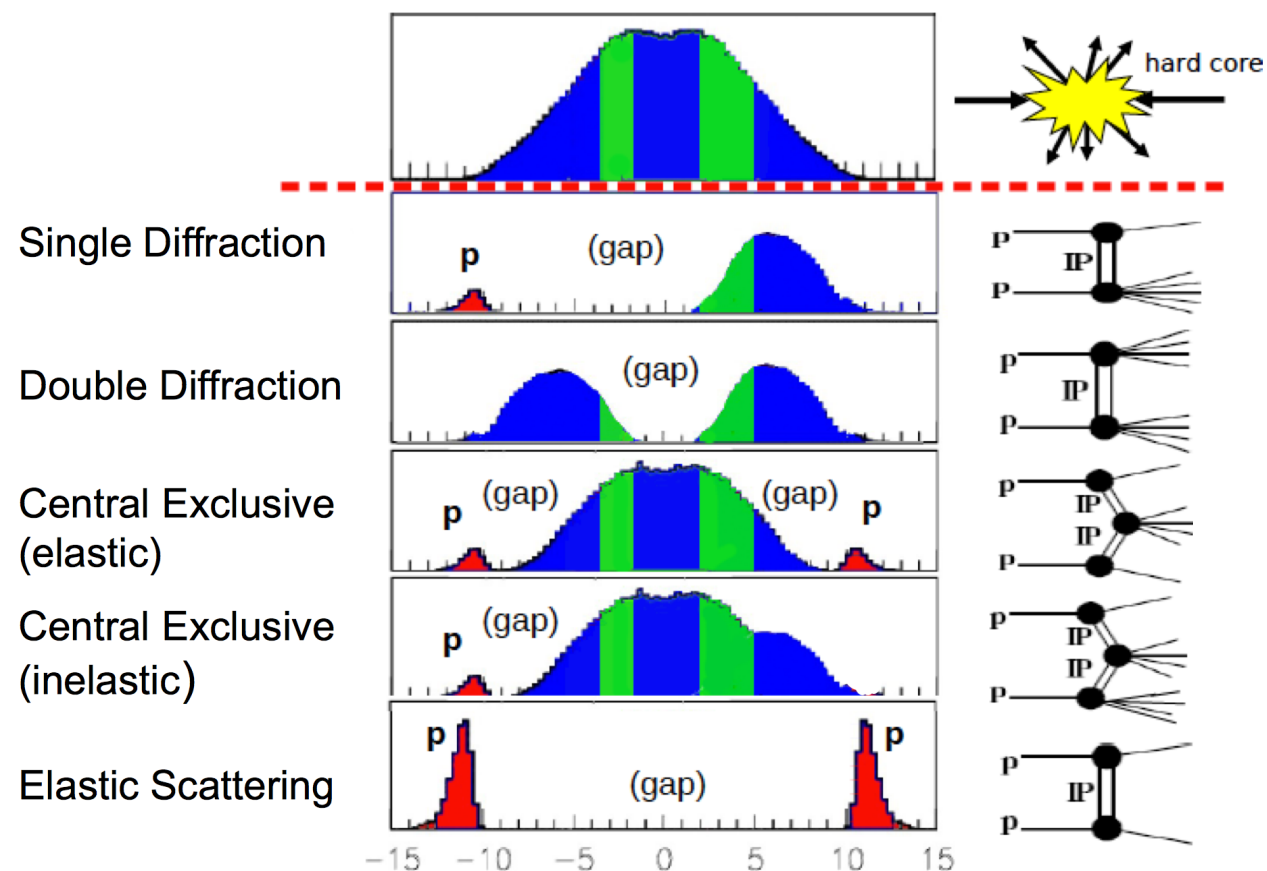 hard core
Single Diffraction
p
(gap)
p
IP
p
Double Diffraction
(gap)
p
IP
p
Central Exclusive
(elastic)
p
(gap)
(gap)
p
p
IP
IP
p
Central Exclusive
(inelastic)
p
(gap)
p
IP
IP
p
Elastic Scattering
p
(gap)
p
p
IP
p
−15 −10 −5 0 5 10 15